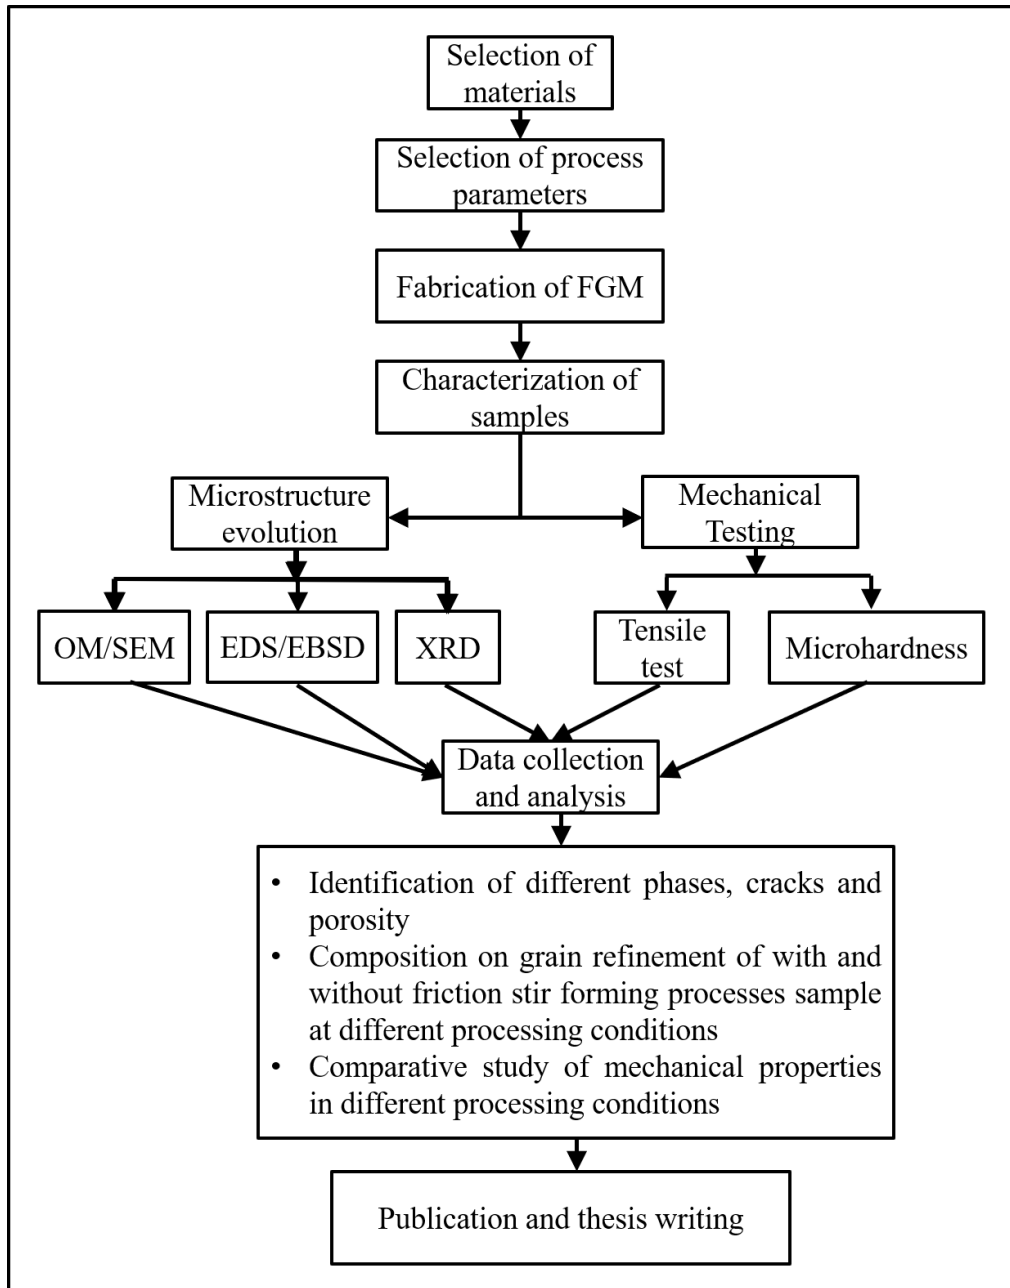 Selection of
materials
Selection of process
parameters
Fabrication of FGM
Characterization of
samples
Microstructure
evolution
Mechanical
Testing
OM/SEM
EDS/EBSD
XRD
Tensile
test
Microhardness
Data collection
and analysis
• Identification of different phases, cracks and
porosity
• Composition on grain refinement of with and
without friction stir forming processes sample
at different processing conditions
• Comparative study of mechanical properties
in different processing conditions
Publication and thesis writing